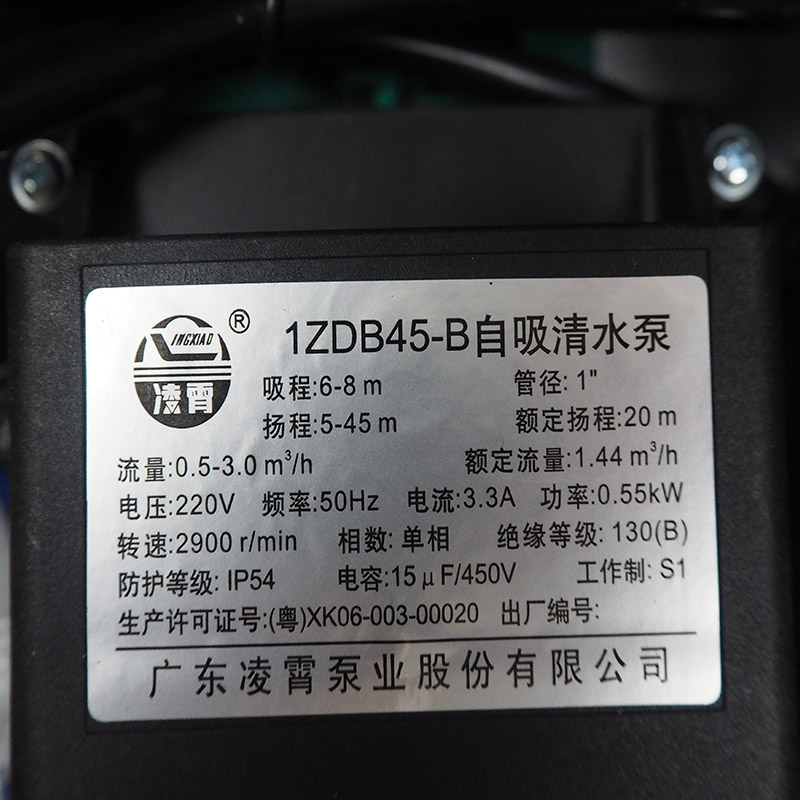 ®
JINGXIAO
凌霄
1ZDB45-B自吸清水泵
吸程:6-8 m 管径: 1"
扬程:5-45 m 额定扬程:20 m
流量:0.5-3.0 m³/h 额定流量:1.44 m³/h
电压:220V 频率:50Hz 电流:3.3A 功率:0.55kW
转速:2900 r/min 相数: 单相 绝缘等级: 130(B)
防护等级: IP54 电容:15μF/450V 工作制: S1
生产许可证号:(粤)XK06-003-00020 出厂编号:
广东凌霄泵业股份有限公司